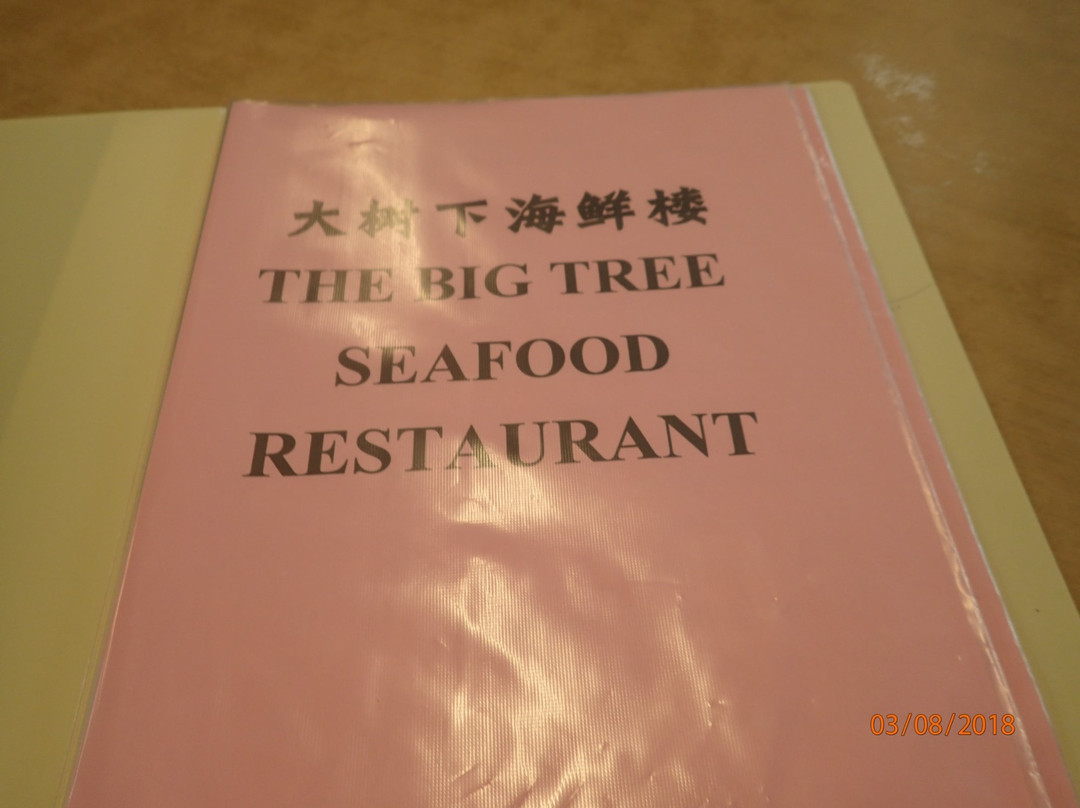 大树下海鲜楼
THE BIG TREE
SEAFOOD
RESTAURANT
03/08/2018